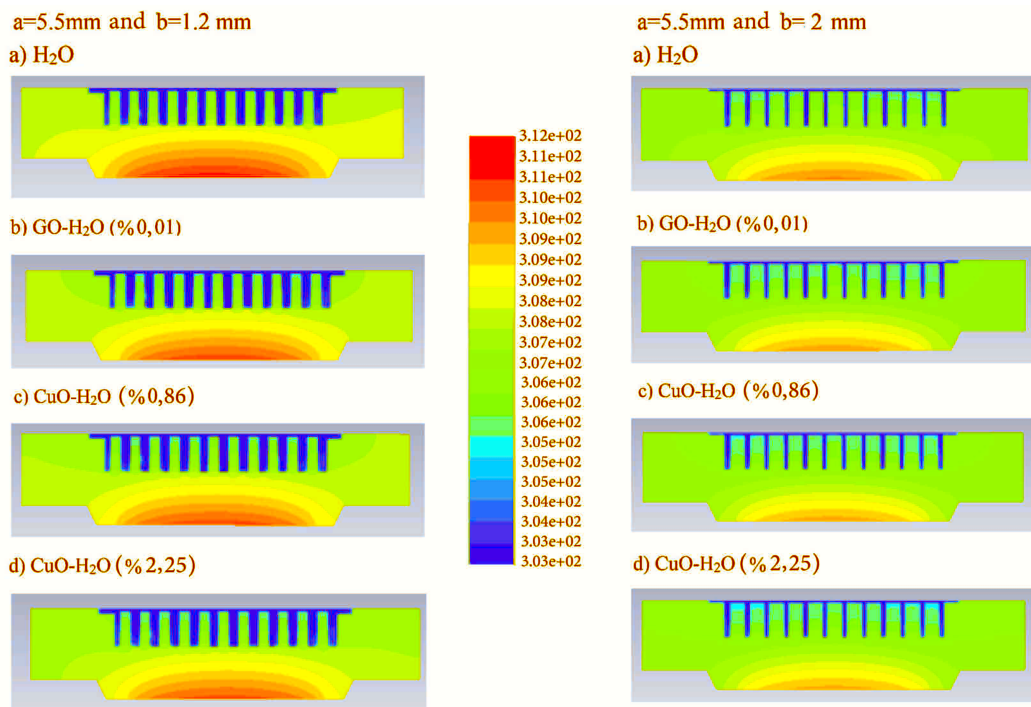 a=5.5mm and b=1.2 mm
a) H₂O
b) GO-H₂O (%0,01)
c) CuO-H₂O (%0,86)
d) CuO-H₂O (%2,25)
3.12e+02
3.11e+02
3.11e+02
3.10e+02
3.10e+02
3.09e+02
3.09e+02
3.08e+02
3.08e+02
3.07e+02
3.07e+02
3.06e+02
3.06e+02
3.06e+02
3.05e+02
3.05e+02
3.05e+02
3.04e+02
3.04e+02
3.03e+02
3.03e+02
a=5.5mm and b= 2 mm
a) H₂O
b) GO-H₂O (%0,01)
c) CuO-H₂O (%0,86)
d) CuO-H₂O (%2,25)